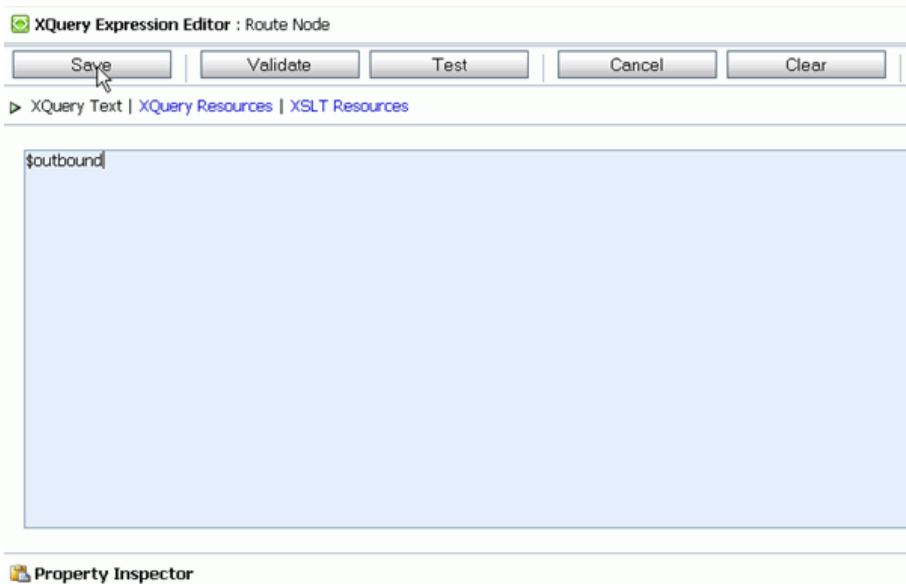 XQuery Expression Editor : Route Node
Save Validate Test Cancel Clear
XQuery Text | XQuery Resources | XSLT Resources
$outbound
Property Inspector